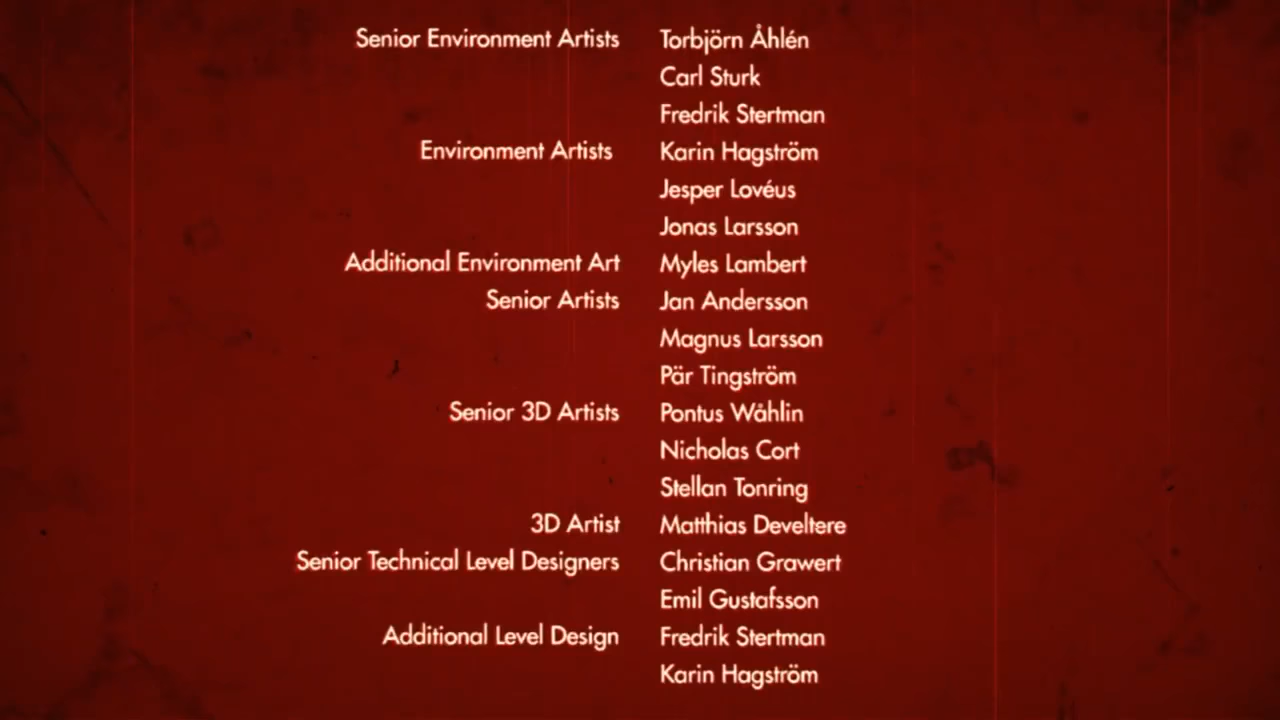 Senior Environment Artists Torbjörn Åhlén
Carl Sturk
Fredrik Stertman
Environment Artists Karin Hagström
Jesper Lovéus
Jonas Larsson
Additional Environment Art Myles Lambert
Senior Artists Jan Andersson
Magnus Larsson
Pär Tingström
Senior 3D Artists Pontus Wåhlin
Nicholas Cort
Stellan Tonring
3D Artist Matthias Develtere
Senior Technical Level Designers Christian Grawert
Emil Gustafsson
Additional Level Design Fredrik Stertman
Karin Hagström